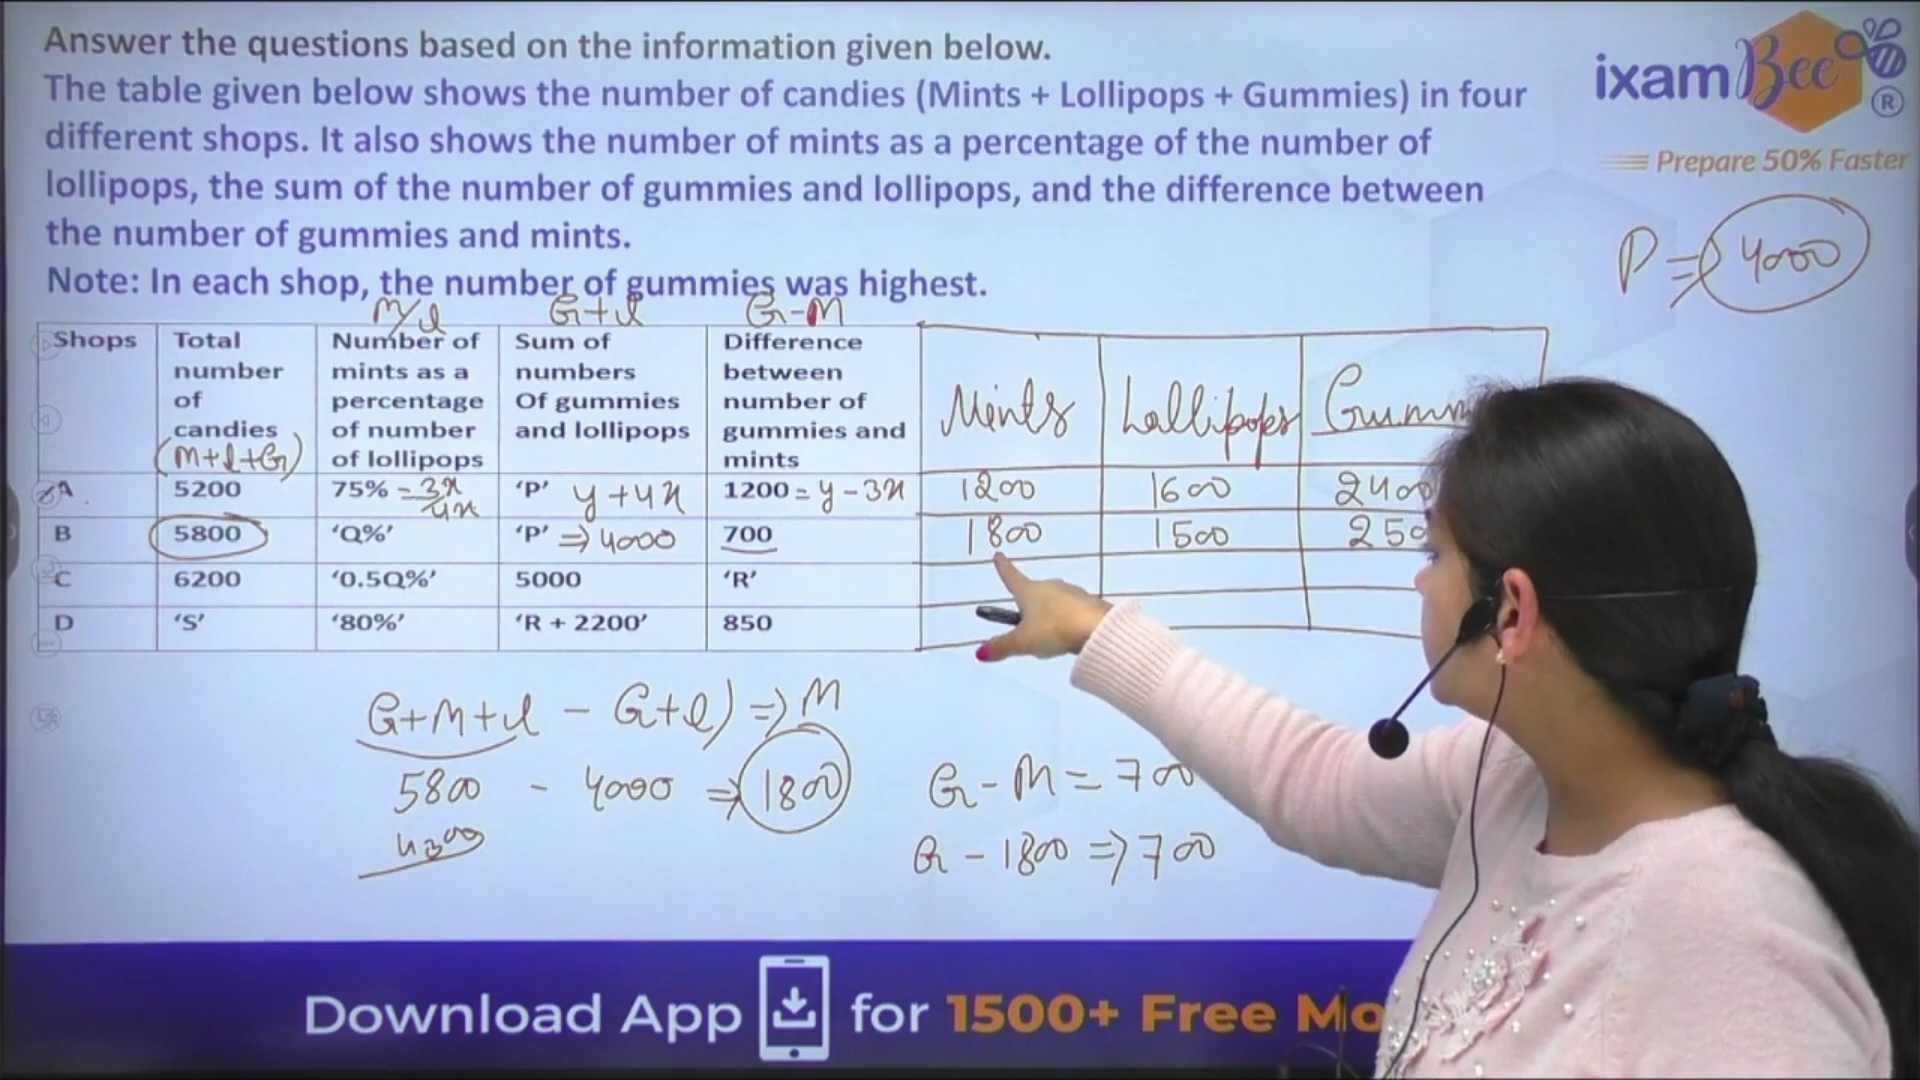 Answer the questions based on the information given below.
The table given below shows the number of candies (Mints + Lollipops + Gummies) in four
different shops. It also shows the number of mints as a percentage of the number of
lollipops, the sum of the number of gummies and lollipops, and the difference between
the number of gummies and mints.
Note: In each shop, the number of gummies was highest.
ixamBee
®
Prepare 50% Faster
P ⇒ 4000
M/l G+l G-M
Shops
Total number of candies
(M+l+G)
Number of mints as a percentage of number of lollipops
Sum of numbers Of gummies and lollipops
Difference between number of gummies and mints
Mints Lollipops
A 5200 75% = 3x/4x 'P' y + 4x 1200 = y - 3x 1200 1600 2400
B 5800 'Q%' 'P' ⇒ 4000 700 1800 1500
C 6200 '0.5Q%' 5000 'R'
D 'S' '80%' 'R + 2200' 850
G+M+l - G+l) ⇒ M
5800 - 4000 ⇒ 1800
G - M = 700
G - 1800 ⇒ 700
Download App for 1500+ Free